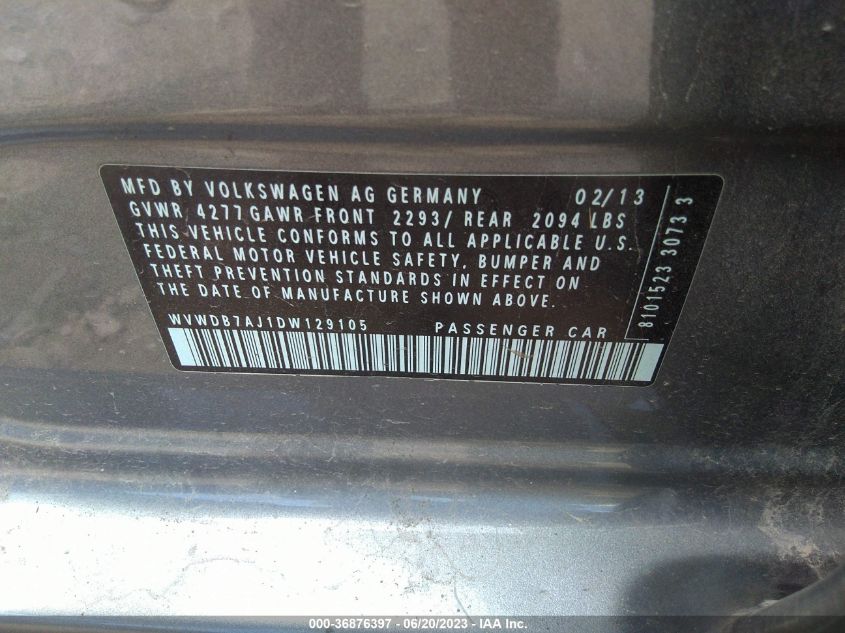 MFD BY VOLKSWAGEN AG GERMANY 02/13
GVWR 4277 GAWR FRONT 2293/ REAR 2094 LBS
THIS VEHICLE CONFORMS TO ALL APPLICABLE U.S.
FEDERAL MOTOR VEHICLE SAFETY, BUMPER AND
THEFT PREVENTION STANDARDS IN EFFECT ON
THE DATE OF MANUFACTURE SHOWN ABOVE.
WVWDB7AJ1DW129105 PASSENGER CAR
8101523 3073 3
000-36876397 - 06/20/2023 - IAA Inc.